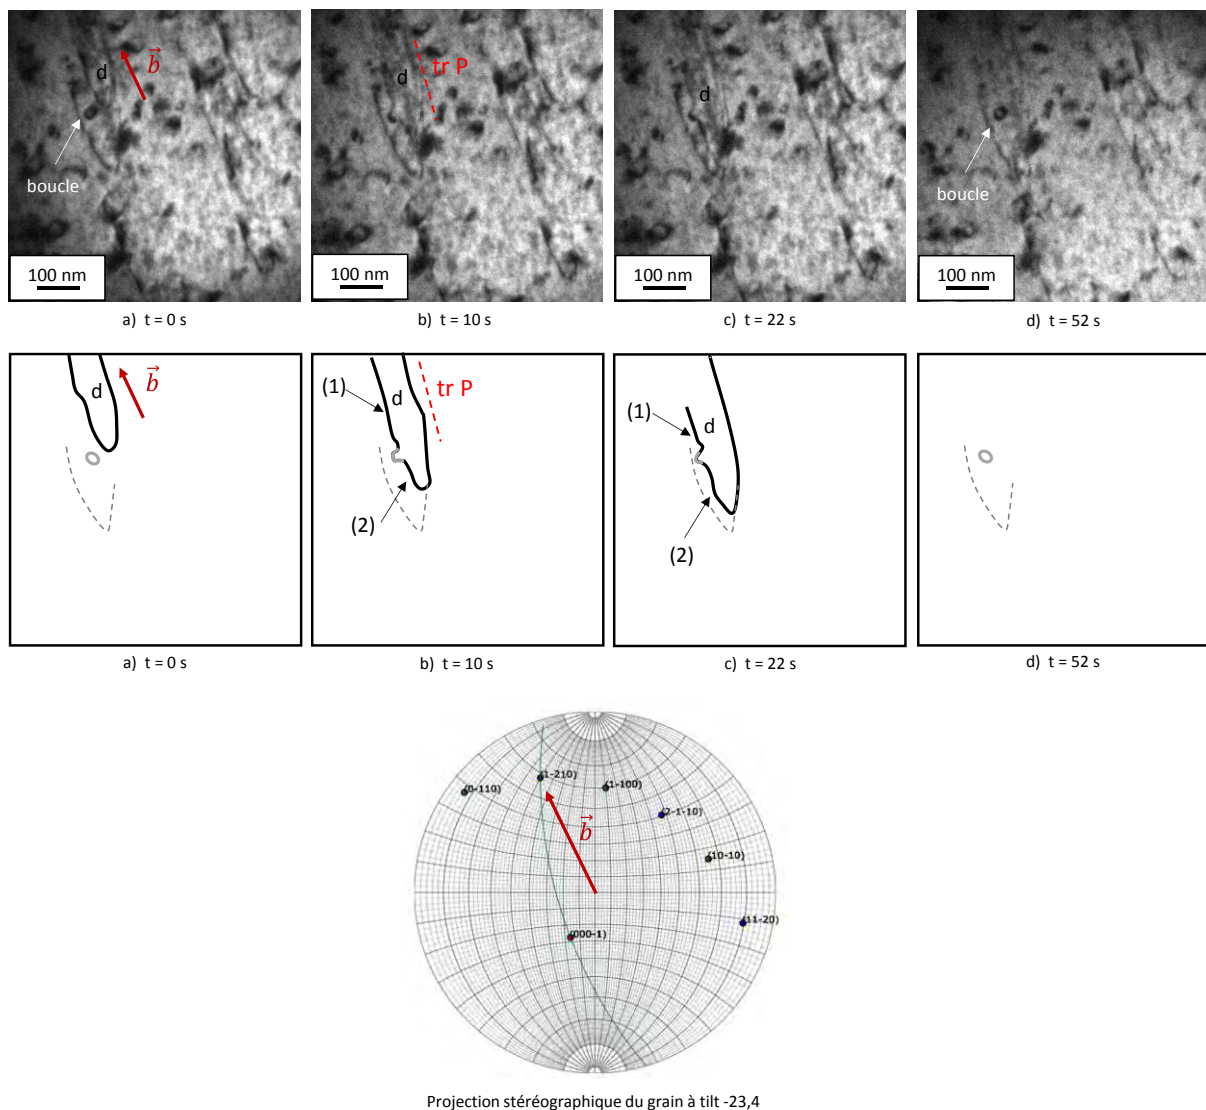 d
b
boucle
100 nm
a) t = 0 s
d
tr P
100 nm
b) t = 10 s
d
100 nm
c) t = 22 s
boucle
100 nm
d) t = 52 s
d
b
a) t = 0 s
(1)
d
tr P
(2)
b) t = 10 s
(1)
d
(2)
c) t = 22 s
d) t = 52 s
(1-210)
(0-110)
(1-100)
(2-1-10)
b
(10-10)
(11-20)
(000-1)
Projection stéréographique du grain à tilt -23,4